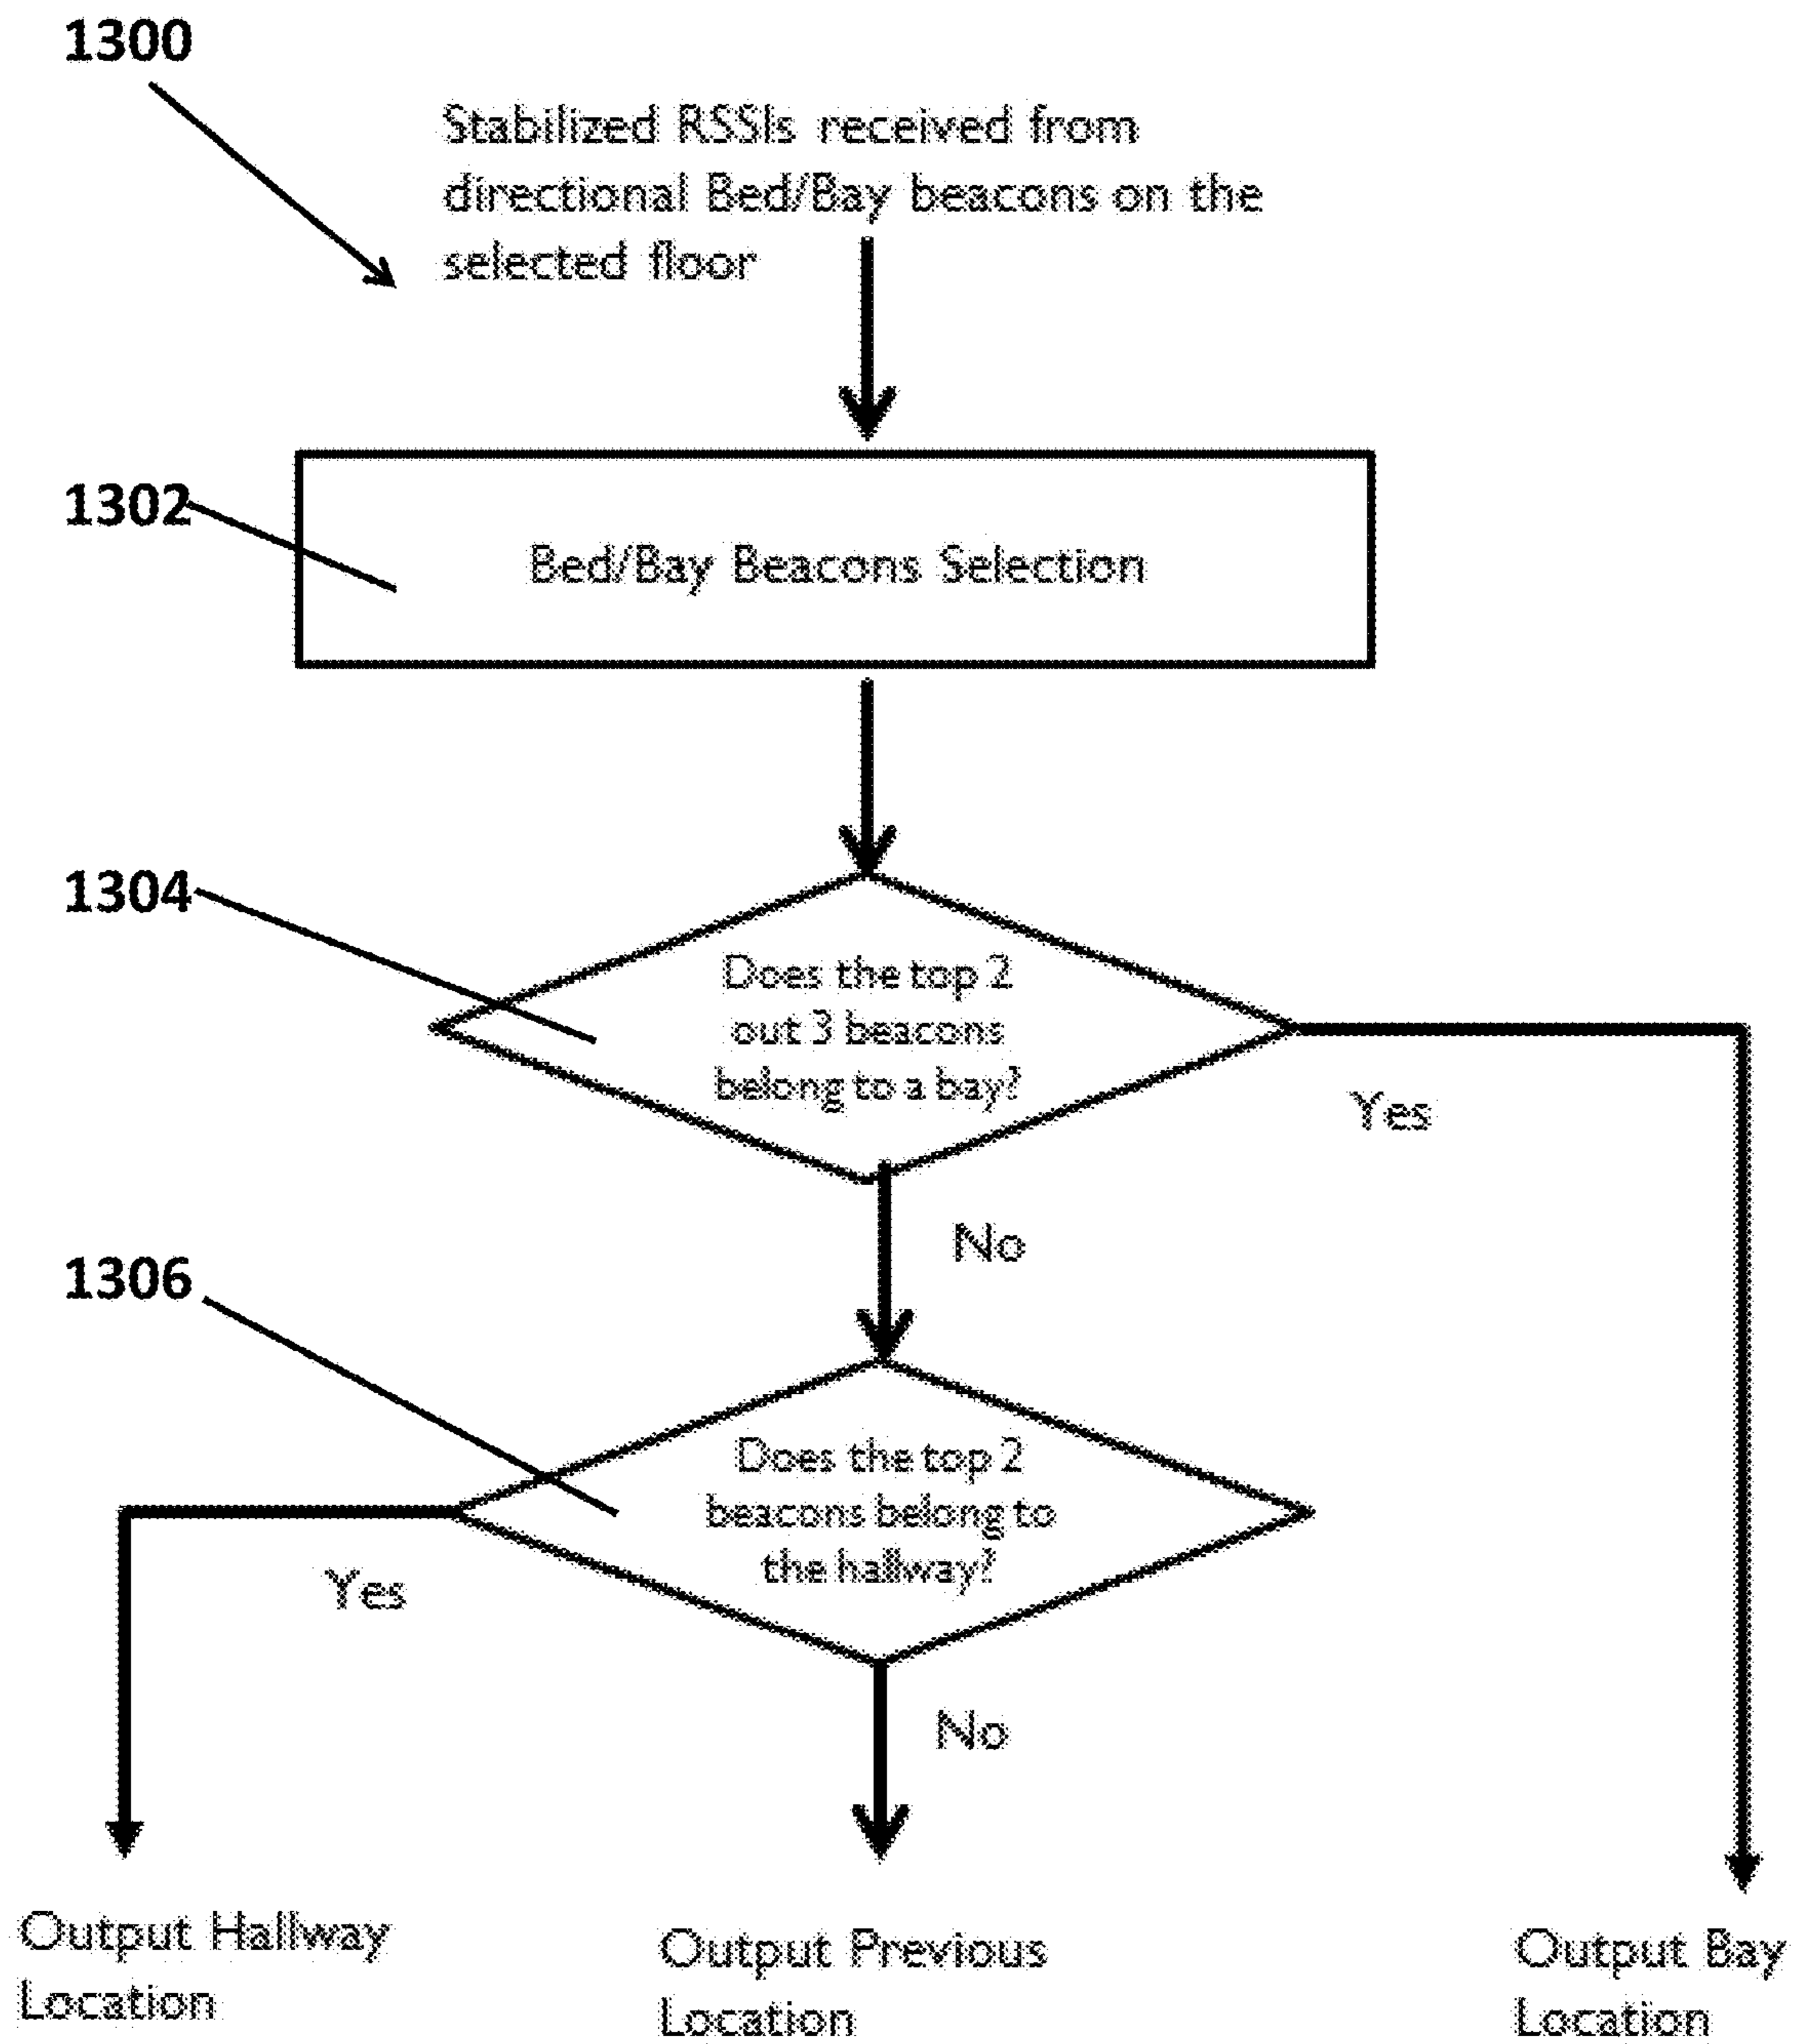 1300
Stabilized RSSIs received from
directional Bed/Bay beacons on the
selected floor
1302
Bed/Bay Beacons Selection
1304
Does the top 2
out 3 beacons
belong to a bay?
Yes
No
1306
Does the top 2
beacons belong to
the hallway?
Yes
No
Output Hallway
Location
Output Previous
Location
Output Bay
Location